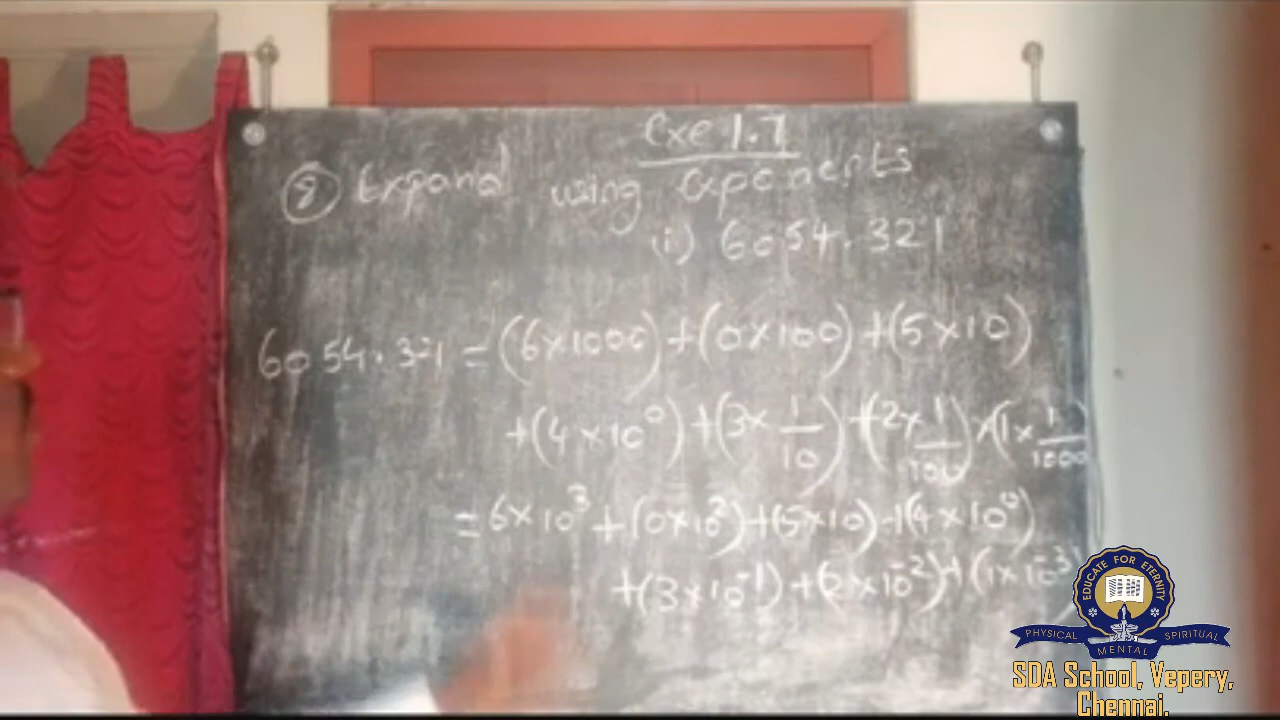 Exe 1.7
⑧ Expand using exponents
(i) 6054.321
6054.321 = (6×1000) + (0×100) + (5×10)
+(4×10⁰) + (3×1/10) + (2×1/100) × (1×1/1000)
= 6×10³ + (0×10²) + (5×10) + (4×10⁰)
+(3×10⁻¹) + (2×10⁻²) + (1×10⁻³)
EDUCATE FOR ETERNITY
PHYSICAL MENTAL SPIRITUAL
SDA School, Vepery,
Chennai.